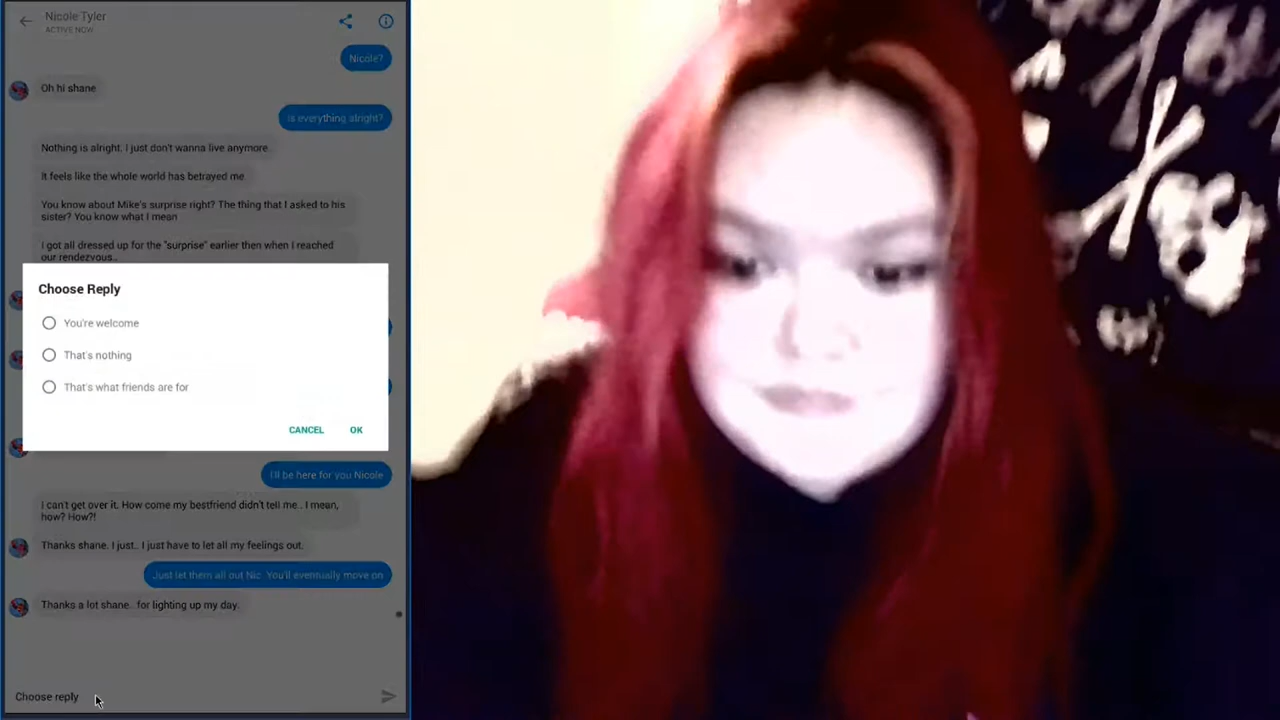 Nicole Tyler
ACTIVE NOW
Nicole?
Oh hi shane
Is everything alright?
Nothing is alright. I just don't wanna live anymore
It feels like the whole world has betrayed me
You know about Mike's surprise right? The thing that I asked to his
sister? You know what I mean
I got all dressed up for the "surprise" earlier then when I reached
our rendezvous..
Choose Reply
You're welcome
That's nothing
That's what friends are for
CANCEL OK
I'll be here for you Nicole
I can't get over it. How come my bestfriend didn't tell me.. I mean,
how? How?!
Thanks shane. I just.. I just have to let all my feelings out.
Just let them all out Nic. You'll eventually move on
Thanks a lot shane.. for lighting up my day.
Choose reply